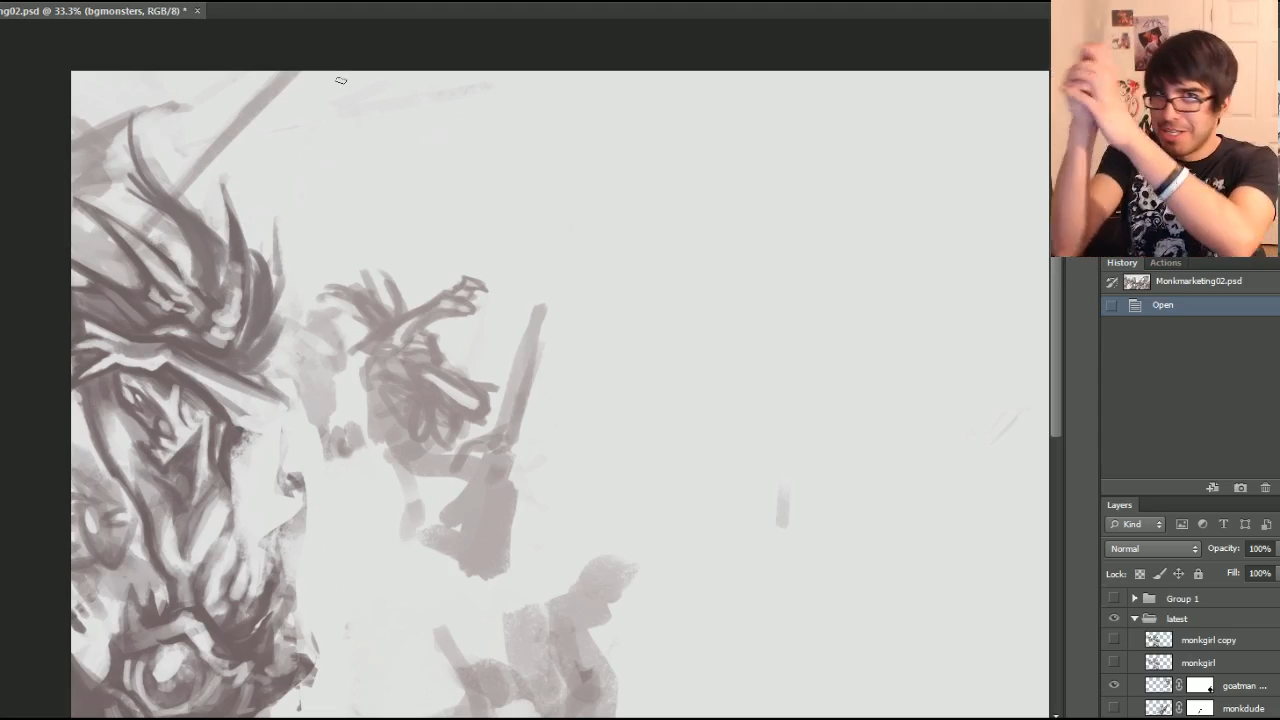 ng02.psd @ 33.3% (bgmonsters, RGB/8) * ×
History Actions
Monkmarketing02.psd
Open
Layers
Kind
Normal Opacity: 100%
Lock: Fill: 100%
Group 1
latest
monkgirl copy
monkgirl
goatman ...
monkdude